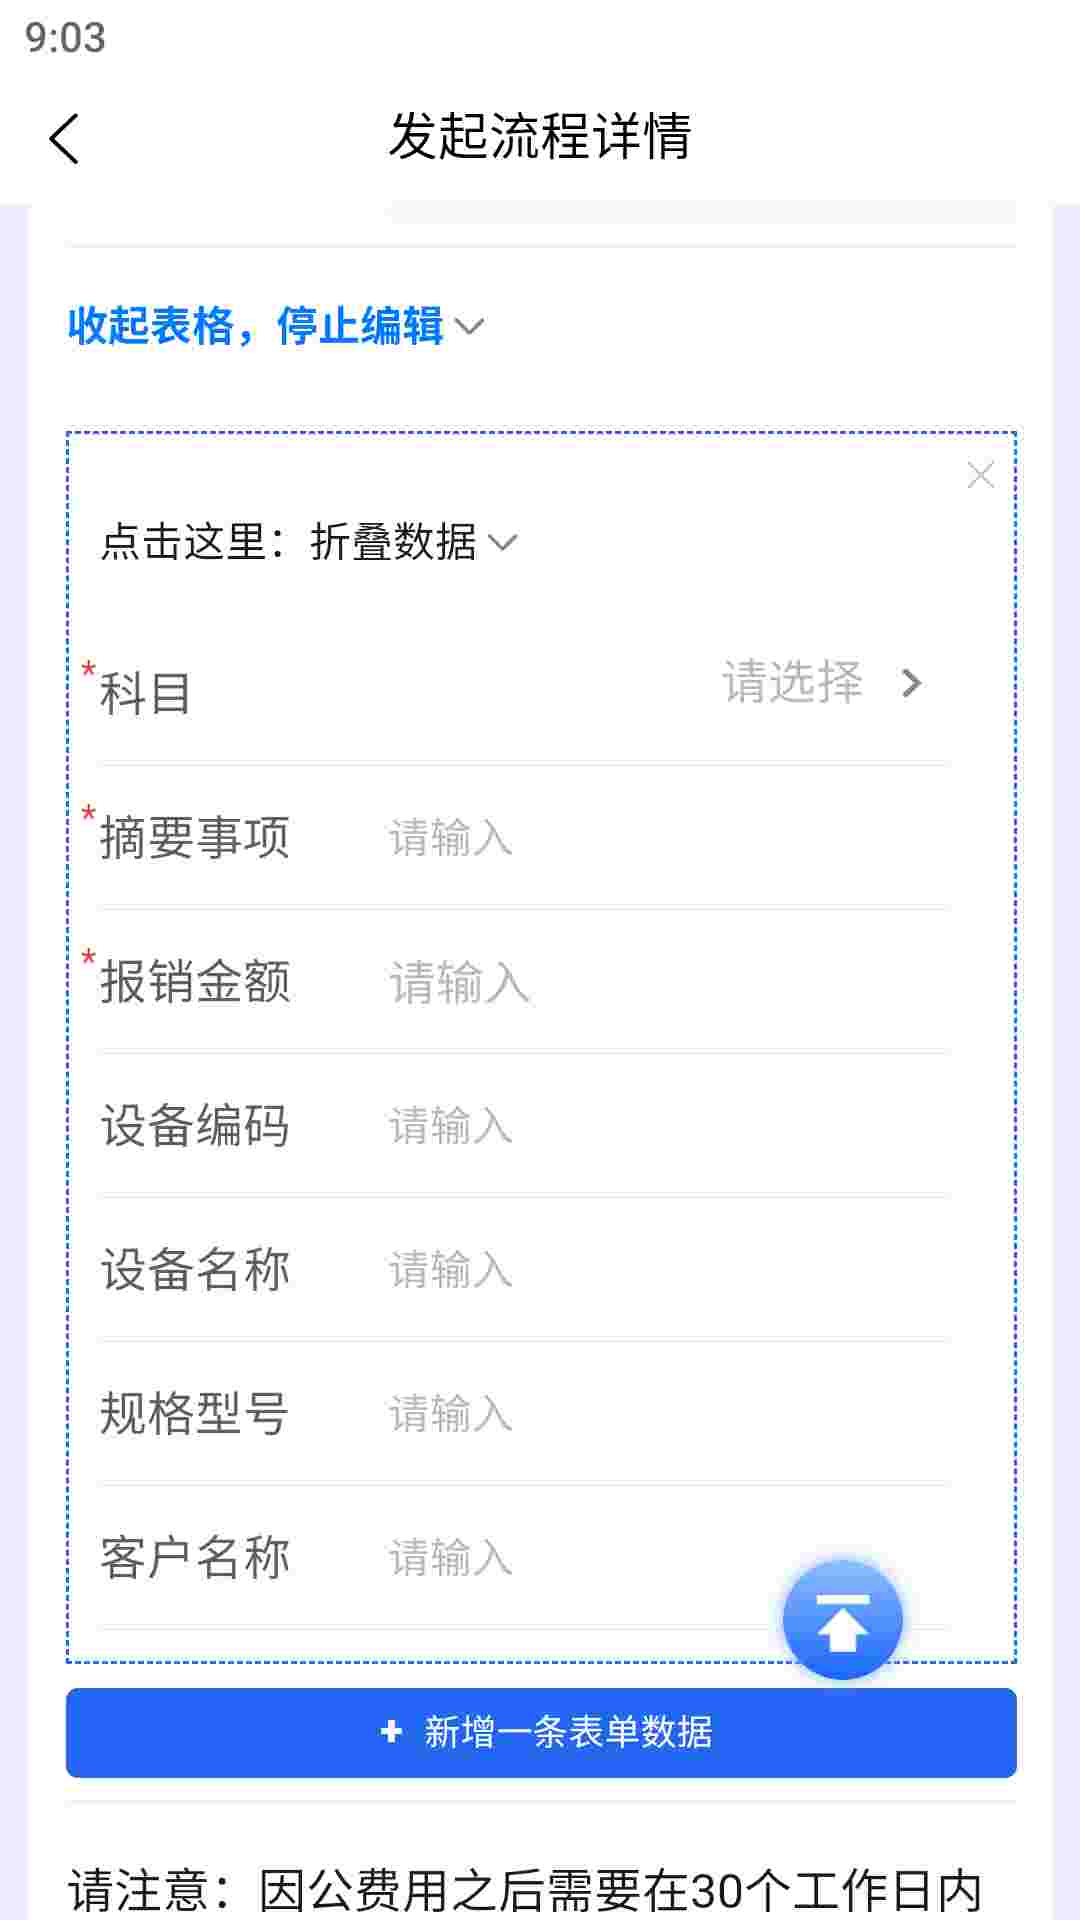 9:03
发起流程详情
收起表格，停止编辑
点击这里：折叠数据
*科目 请选择
*摘要事项 请输入
*报销金额 请输入
设备编码 请输入
设备名称 请输入
规格型号 请输入
客户名称 请输入
+ 新增一条表单数据
请注意：因公费用之后需要在30个工作日内